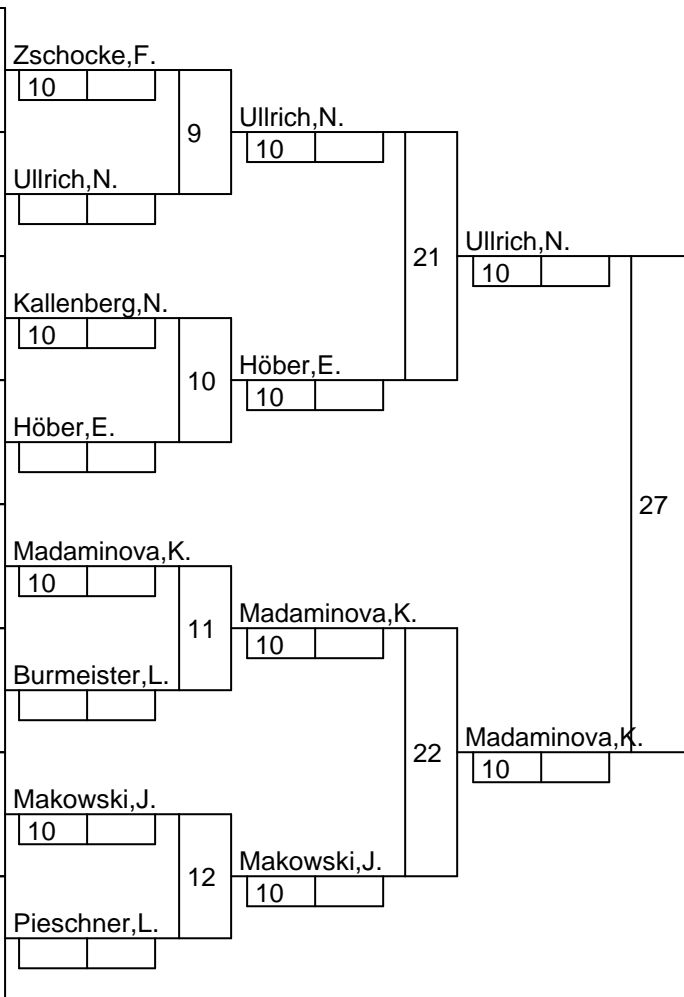 Zschocke,F.
10
9
Ullrich,N.
10
Ullrich,N.
21
Ullrich,N.
10
Kallenberg,N.
10
10
Höber,E.
10
Höber,E.
27
Madaminova,K.
10
11
Madaminova,K.
10
Burmeister,L.
22
Madaminova,K.
10
Makowski,J.
10
12
Makowski,J.
10
Pieschner,L.